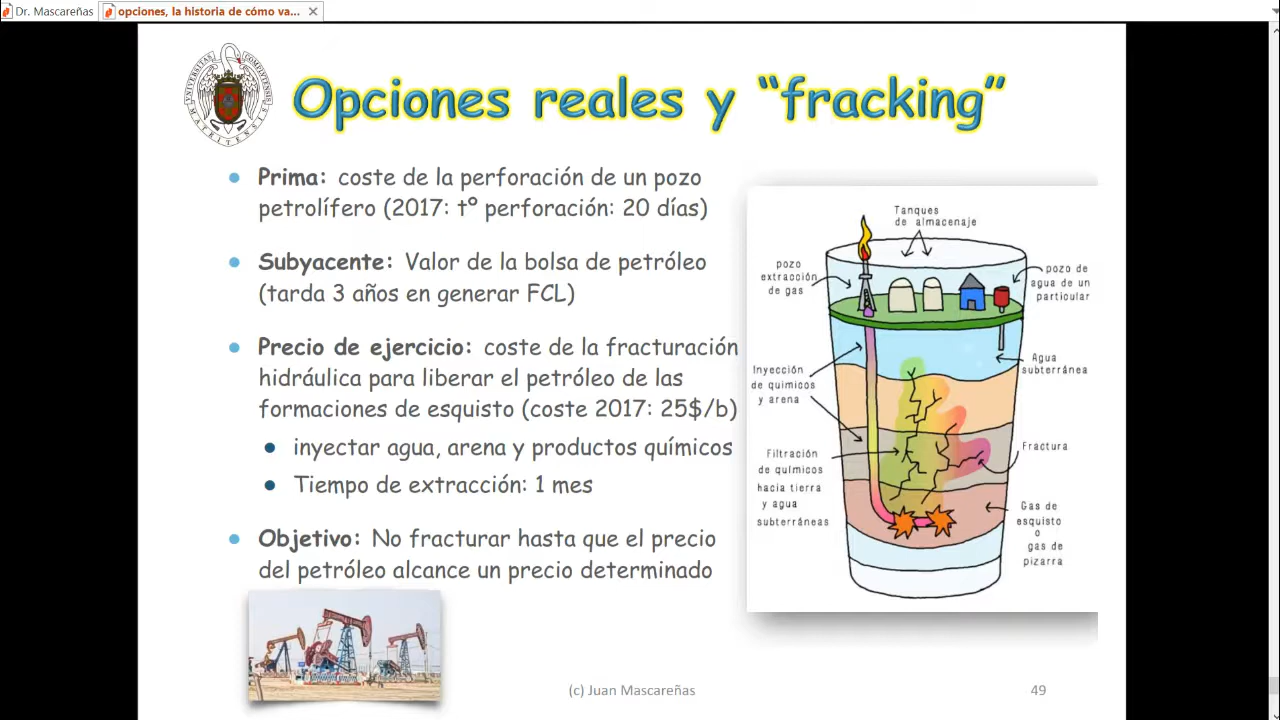 Dr. Mascareñas
opciones, la historia de cómo va...
Opciones reales y “fracking”
Prima: coste de la perforación de un pozo
petrolífero (2017: tº perforación: 20 días)
Subyacente: Valor de la bolsa de petróleo
(tarda 3 años en generar FCL)
Precio de ejercicio: coste de la fracturación
hidráulica para liberar el petróleo de las
formaciones de esquisto (coste 2017: 25$/b)
inyectar agua, arena y productos químicos
Tiempo de extracción: 1 mes
Objetivo: No fracturar hasta que el precio
del petróleo alcance un precio determinado
Tanques
de almacenaje
pozo
extracción
de gas
pozo de
agua de un
particular
Agua
subterránea
Inyección
de quimicos
y arena
Fractura
Filtración
de químicos
hacia tierra
y agua
subterráneas
Gas de
esquisto
o
gas de
pizarra
(c) Juan Mascareñas
49